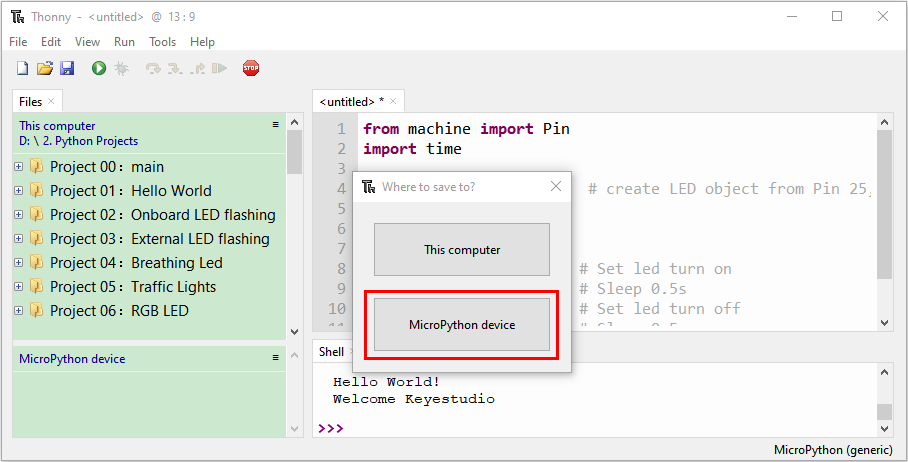 Thonny - <untitled> @ 13 : 9
File Edit View Run Tools Help
STOP
Files
This computer
D: \ 2. Python Projects
Project 00：main
Project 01：Hello World
Project 02：Onboard LED flashing
Project 03：External LED flashing
Project 04：Breathing Led
Project 05：Traffic Lights
Project 06：RGB LED
MicroPython device
<untitled> *
1 from machine import Pin
2 import time
3
4 # create LED object from Pin 25,
5
6
7
8 # Set led turn on
9 # Sleep 0.5s
10 # Set led turn off
11
Where to save to?
This computer
MicroPython device
Shell
Hello World!
Welcome Keyestudio
>>>
MicroPython (generic)